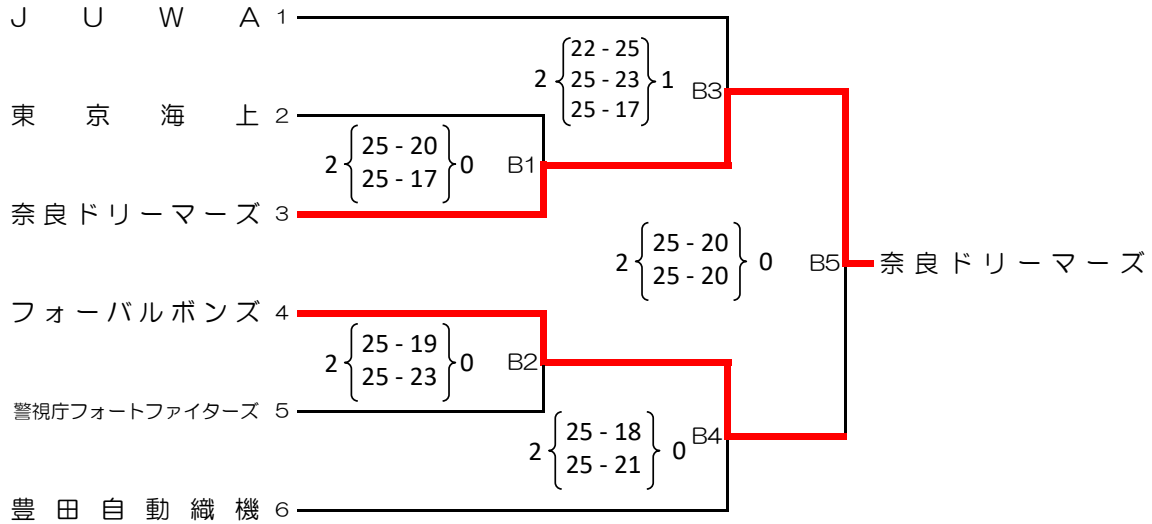 J U W A 1
22 - 25
2 25 - 23 1 B3
25 - 17
東京海上 2
25 - 20
2 0 B1
25 - 17
奈良ドリーマーズ 3
25 - 20
2 0 B5 奈良ドリーマーズ
25 - 20
フォーバルボンズ 4
25 - 19
2 0 B2
25 - 23
警視庁フォートファイターズ 5
25 - 18
2 0 B4
25 - 21
豊田自動織機 6